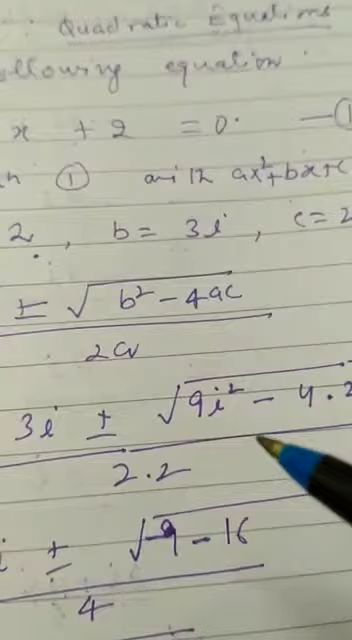 Quadratic Equations
ollowing equation
x + 2 = 0. — ①
n ① with ax²+bx+c
2, b = 3i, c = 2
± √b²-4ac
2a
3i ± √9i² - 4.2
2.2
i ± √-9-16
4